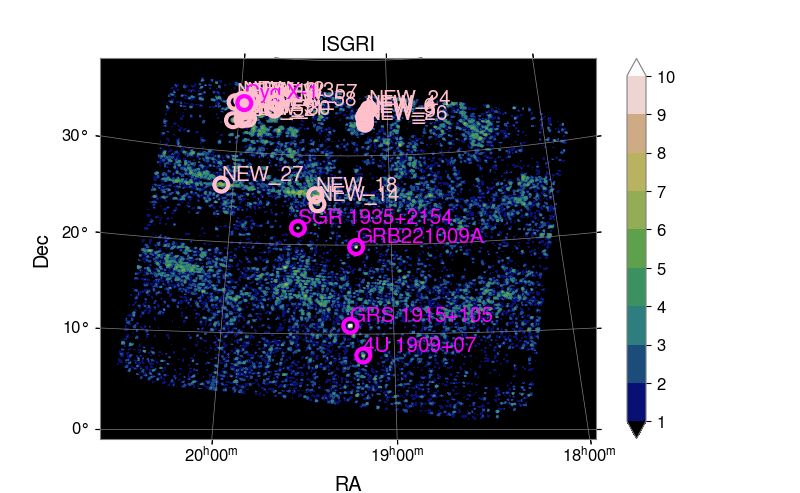 ISGRI
10
9
8
7
6
5
4
3
2
1
30°
20°
10°
0°
Dec
NEW_24
NEW_27
NEW_18
NEW_14
SGR 1935+2154
GRB221009A
GRS 1915+105
4U 1909+07
20h00m
19h00m
18h00m
RA